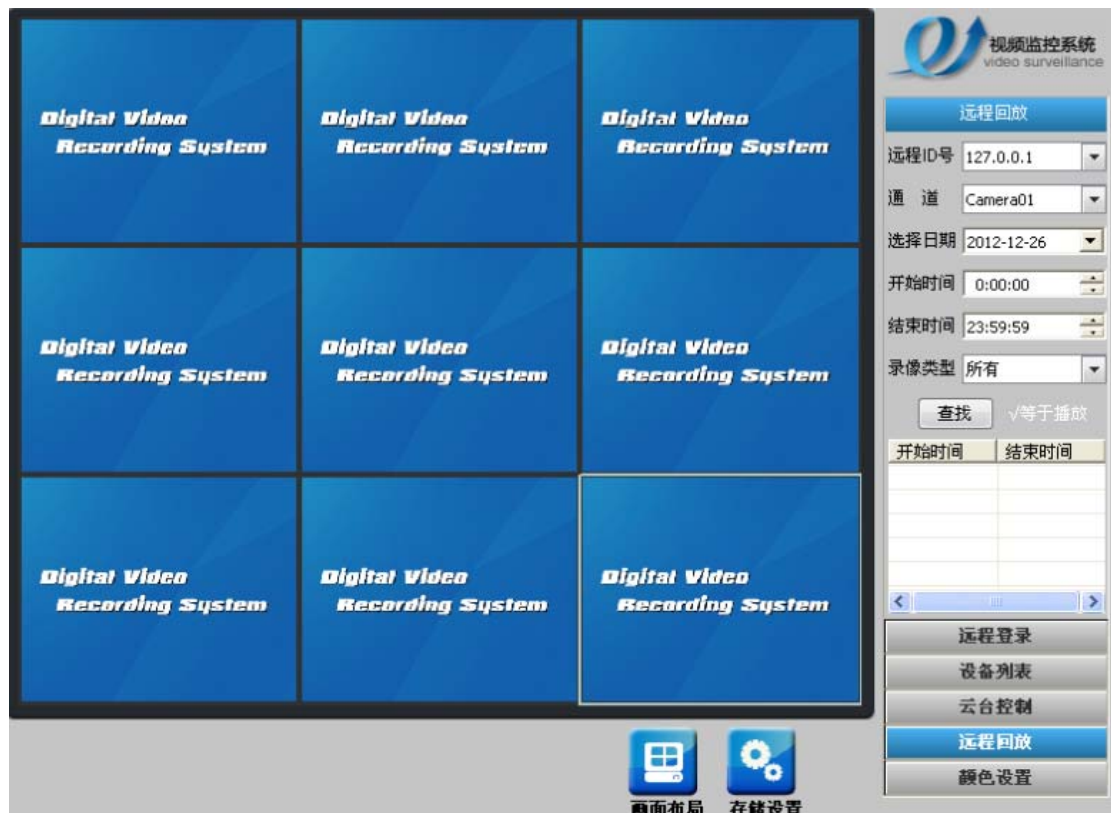 Digital Video
Recording System
Digital Video
Recording System
Digital Video
Recording System
Digital Video
Recording System
Digital Video
Recording System
Digital Video
Recording System
Digital Video
Recording System
Digital Video
Recording System
Digital Video
Recording System
画面布局 存储设置
视频监控系统
video surveillance
远程回放
远程ID号 127.0.0.1
通 道 Camera01
选择日期 2012-12-26
开始时间 0:00:00
结束时间 23:59:59
录像类型 所有
查找 √等于播放
开始时间 结束时间
远程登录
设备列表
云台控制
远程回放
颜色设置